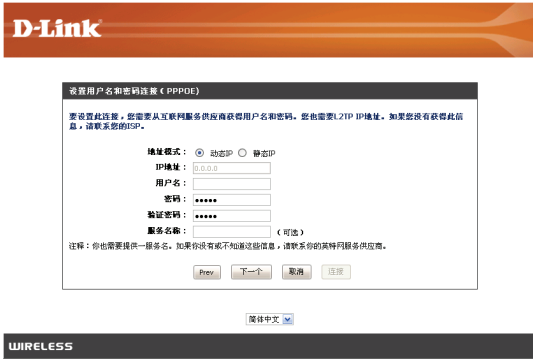 D-Link
设置用户名和密码连接 ( PPPOE)
要设置此连接，您需要从互联网服务供应商获得用户名和密码。您也需要L2TP IP地址。如果您没有获得此信
息，请联系您的ISP。
地址模式： 动态IP 静态IP
IP地址： 0.0.0.0
用户名：
密码： •••••
验证密码： •••••
服务名称： ( 可选 )
注释：你也需要提供一服务名。如果你没有或不知道这些信息，请联系你的英特网服务供应商。
Prev 下一个 取消 连接
简体中文
WIRELESS